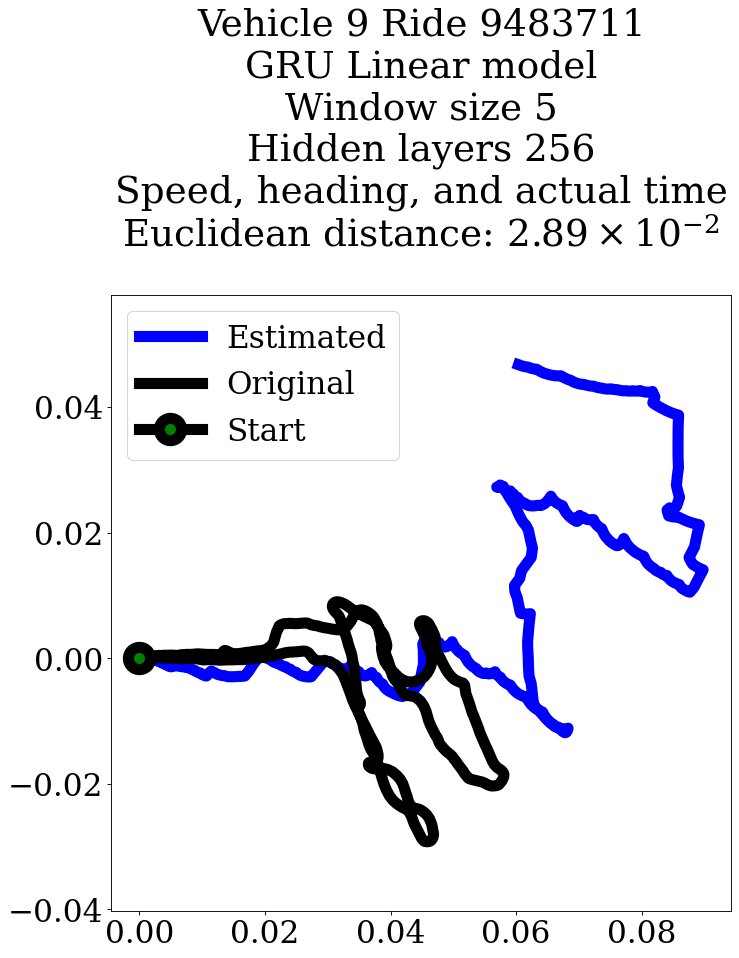 Vehicle 9 Ride 9483711
GRU Linear model
Window size 5
Hidden layers 256
Speed, heading, and actual time
Euclidean distance: 2.89 × 10⁻²
Estimated
Original
Start
0.04
0.02
0.00
−0.02
−0.04
0.00 0.02 0.04 0.06 0.08